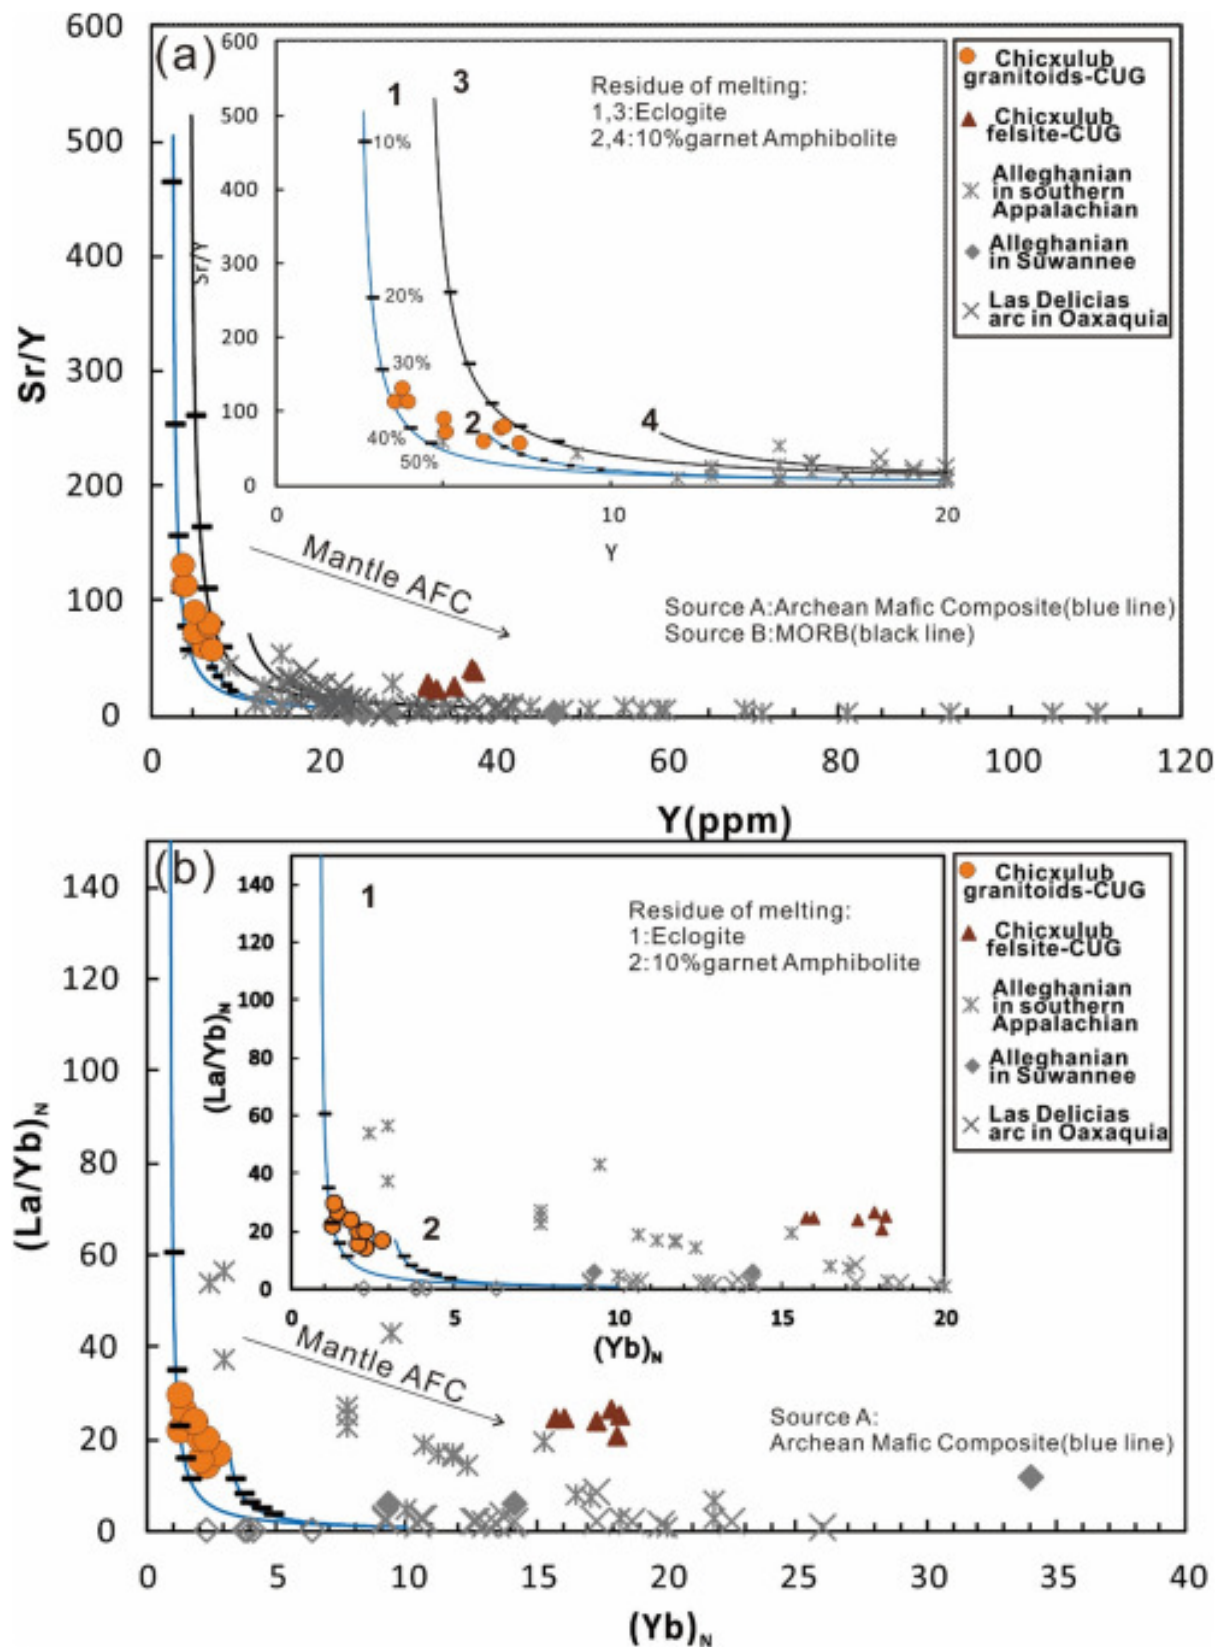 (a)
600
500
400
300
200
100
0
Sr/Y
0
20
40
60
80
100
120
Y(ppm)
600
500
400
300
200
100
0
Sr/Y
0
10
20
Y
1
3
2
4
10%
20%
30%
40%
50%
Residue of melting:
1,3:Eclogite
2,4:10%garnet Amphibolite
Mantle AFC
Source A:Archean Mafic Composite(blue line)
Source B:MORB(black line)
Chicxulub
granitoids-CUG
Chicxulub
felsite-CUG
Alleghanian
in southern
Appalachian
Alleghanian
in Suwannee
Las Delicias
arc in Oaxaquia
(b)
140
120
100
80
60
40
20
0
(La/Yb)N
0
5
10
15
20
25
30
35
40
(Yb)N
140
120
100
80
60
40
20
0
(La/Yb)N
0
5
10
15
20
(Yb)N
1
2
Residue of melting:
1:Eclogite
2:10%garnet Amphibolite
Mantle AFC
Source A:
Archean Mafic Composite(blue line)
Chicxulub
granitoids-CUG
Chicxulub
felsite-CUG
Alleghanian
in southern
Appalachian
Alleghanian
in Suwannee
Las Delicias
arc in Oaxaquia